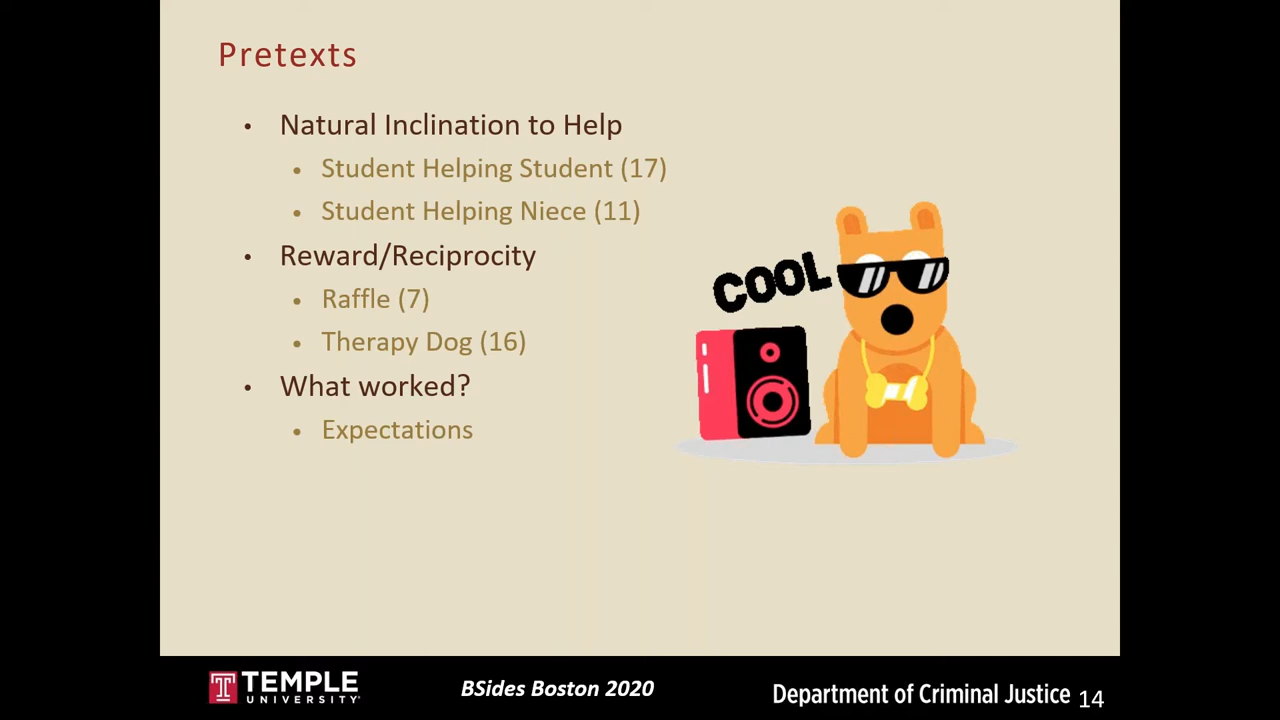 Pretexts
• Natural Inclination to Help
• Student Helping Student (17)
• Student Helping Niece (11)
• Reward/Reciprocity
• Raffle (7)
• Therapy Dog (16)
• What worked?
• Expectations
COOL
T TEMPLE
UNIVERSITY
BSides Boston 2020
Department of Criminal Justice 14